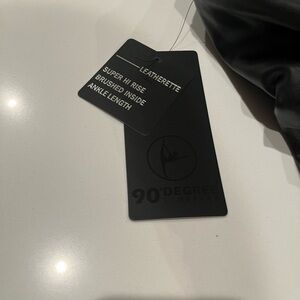 LEATHERETTE
SUPER HI RISE
BRUSHED INSIDE
ANKLE LENGTH
90°DEGREE